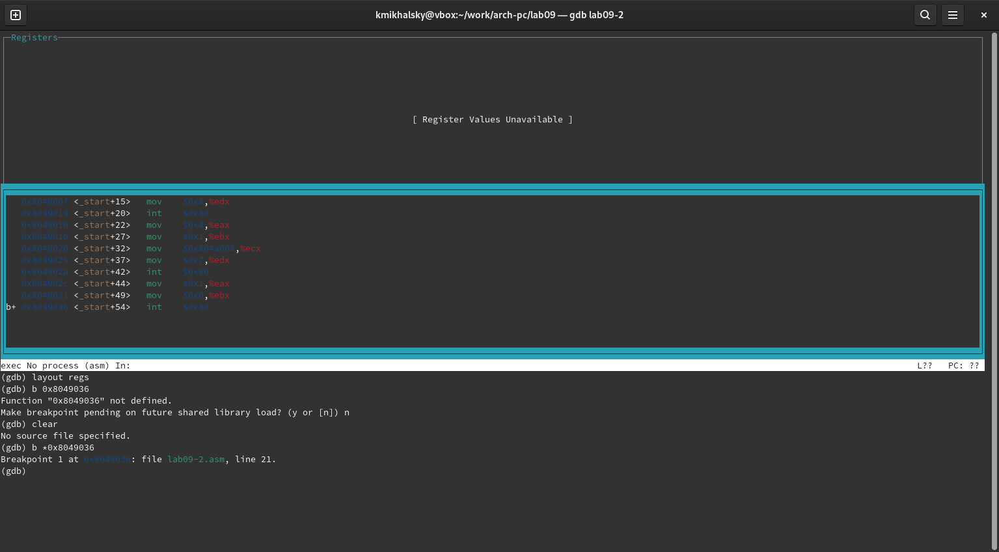 kmikhalsky@vbox:~/work/arch-pc/lab09 — gdb lab09-2
Registers
[ Register Values Unavailable ]
0x804900f <_start+15> mov $0x8,%edx
0x8049014 <_start+20> int $0x80
0x8049016 <_start+22> mov $0x4,%eax
0x804901b <_start+27> mov $0x1,%ebx
0x8049020 <_start+32> mov $0x804a008,%ecx
0x8049025 <_start+37> mov $0x7,%edx
0x804902a <_start+42> int $0x80
0x804902c <_start+44> mov $0x1,%eax
0x8049031 <_start+49> mov $0x0,%ebx
b+ 0x8049036 <_start+54> int $0x80
exec No process (asm) In: L?? PC: ??
(gdb) layout regs
(gdb) b 0x8049036
Function "0x8049036" not defined.
Make breakpoint pending on future shared library load? (y or [n]) n
(gdb) clear
No source file specified.
(gdb) b *0x8049036
Breakpoint 1 at 0x8049036: file lab09-2.asm, line 21.
(gdb)